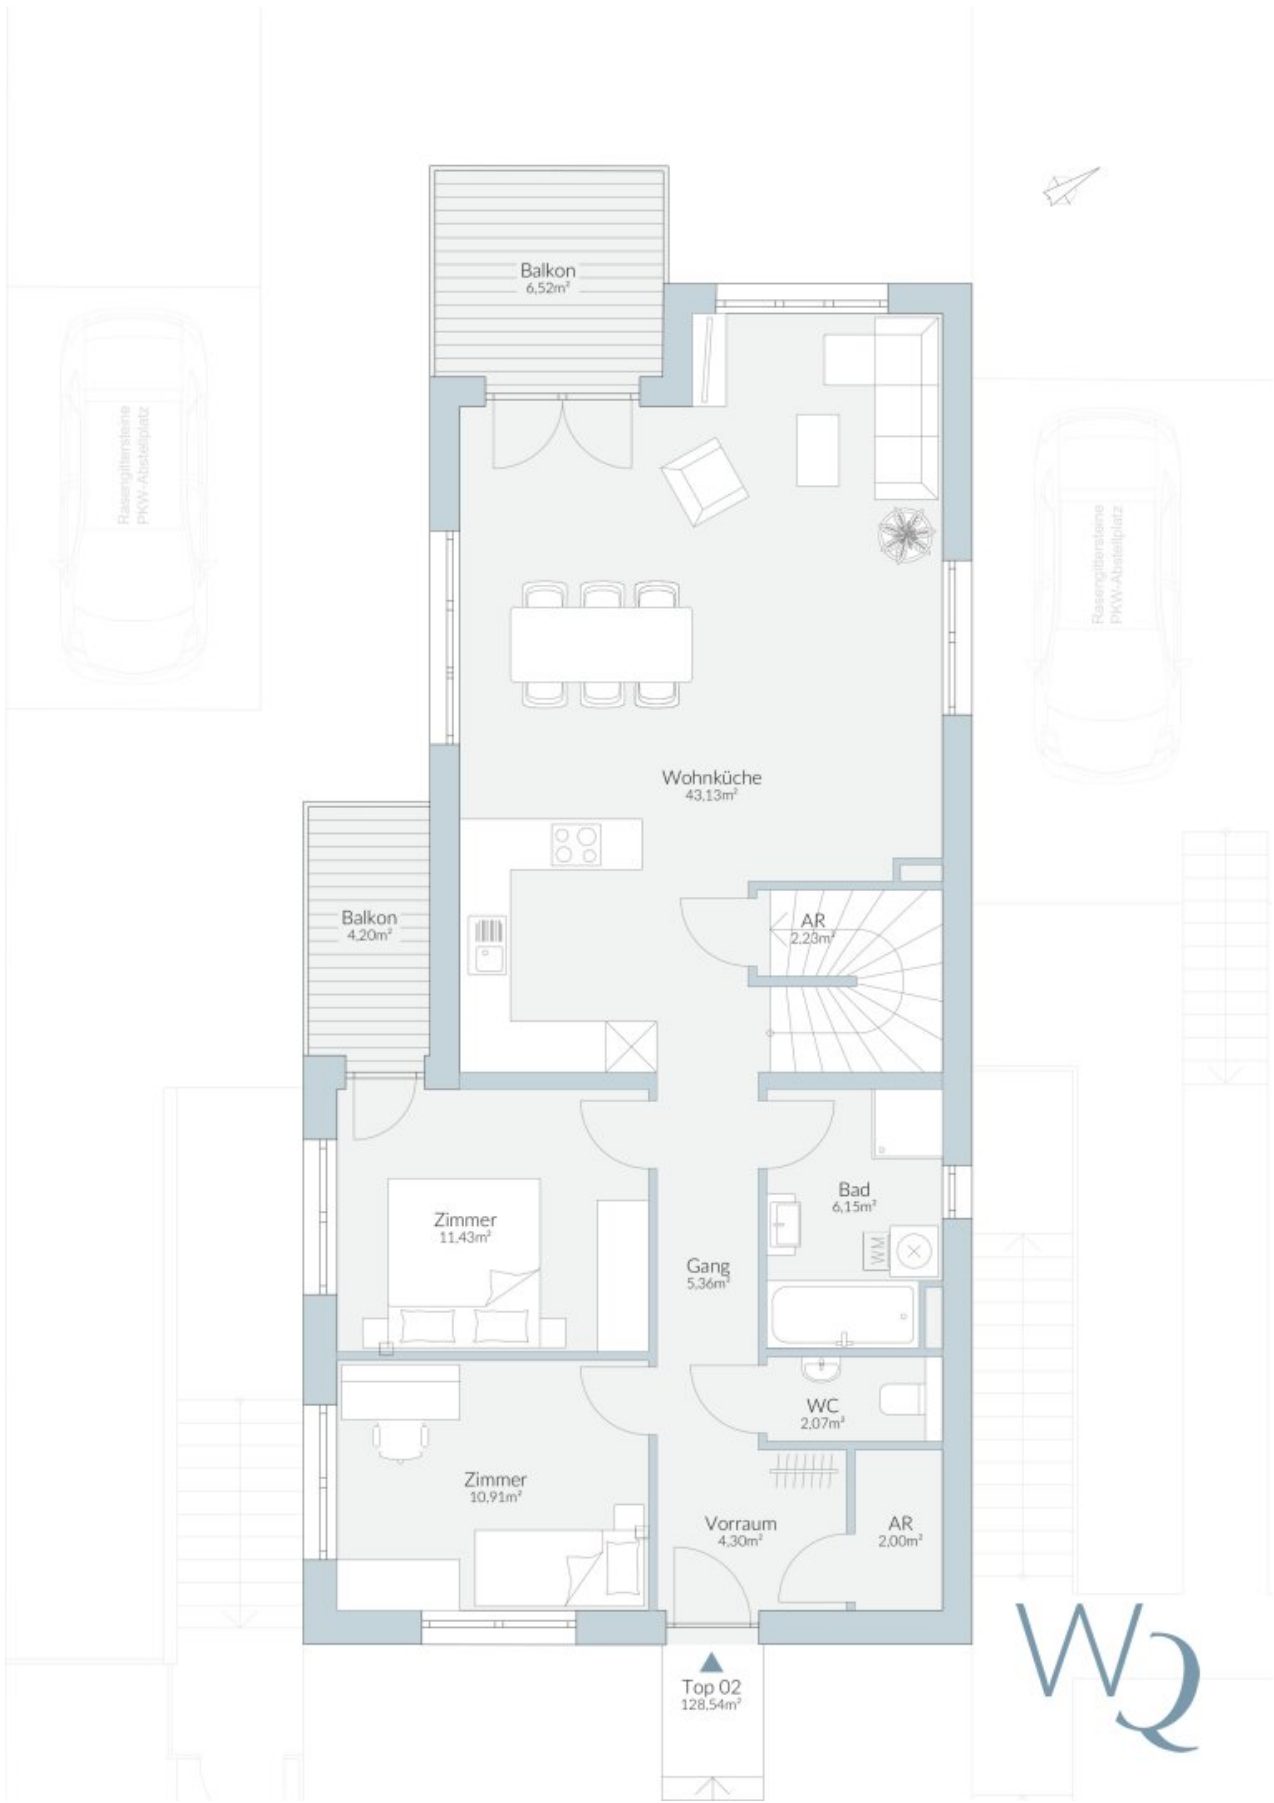 Balkon
6,52m²
Rasengittersteine
PKW-Abstellplatz
Rasengittersteine
PKW-Abstellplatz
Wohnküche
43,13m²
Balkon
4,20m²
AR
2,23m²
Bad
6,15m²
Zimmer
11,43m²
WM
Gang
5,36m²
WC
2,07m²
Zimmer
10,91m²
Vorraum
4,30m²
AR
2,00m²
WQ
Top 02
128,54m²